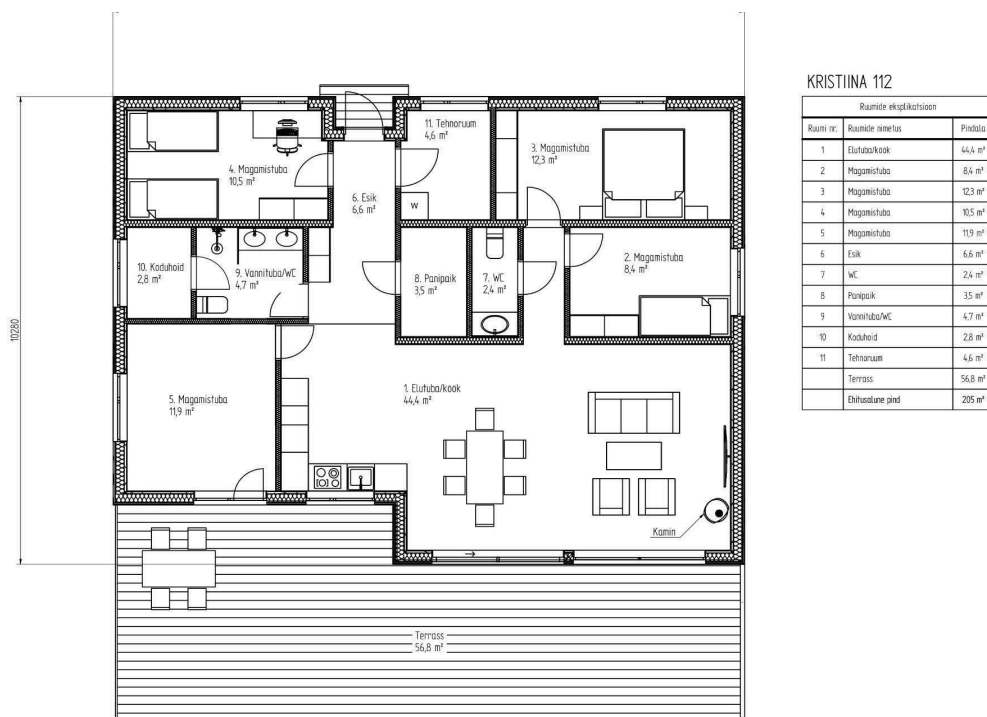 KRISTIINA 112
Ruumide eksplikatsioon
Ruumi nr. Ruumide nimetus Pindala
1 Elutuba/köök 44,4 m²
2 Magamistuba 8,4 m²
3 Magamistuba 12,3 m²
4 Magamistuba 10,5 m²
5 Magamistuba 11,9 m²
6 Esik 6,6 m²
7 WC 2,4 m²
8 Panipaik 3,5 m²
9 Vannituba/WC 4,7 m²
10 Koduhoid 2,8 m²
11 Tehnoruum 4,6 m²
Terrass 56,8 m²
Ehitusalune pind 205 m²
11. Tehnoruum
4,6 m²
3. Magamistuba
12,3 m²
4. Magamistuba
10,5 m²
6. Esik
6,6 m²
W
2. Magamistuba
8,4 m²
10. Koduhoid
2,8 m²
9. Vannituba/WC
4,7 m²
8. Panipaik
3,5 m²
7. WC
2,4 m²
10280
1. Elutuba/köök
44,4 m²
5. Magamistuba
11,9 m²
Kamin
Terrass
56,8 m²